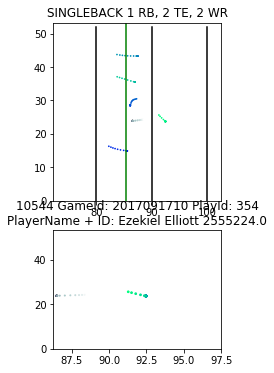 SINGLEBACK 1 RB, 2 TE, 2 WR
50
40
30
20
10
0
80 90 100
10544 GameId: 2017091710 PlayId: 354
PlayerName + ID: Ezekiel Elliott 2555224.0
40
20
0
87.5 90.0 92.5 95.0 97.5